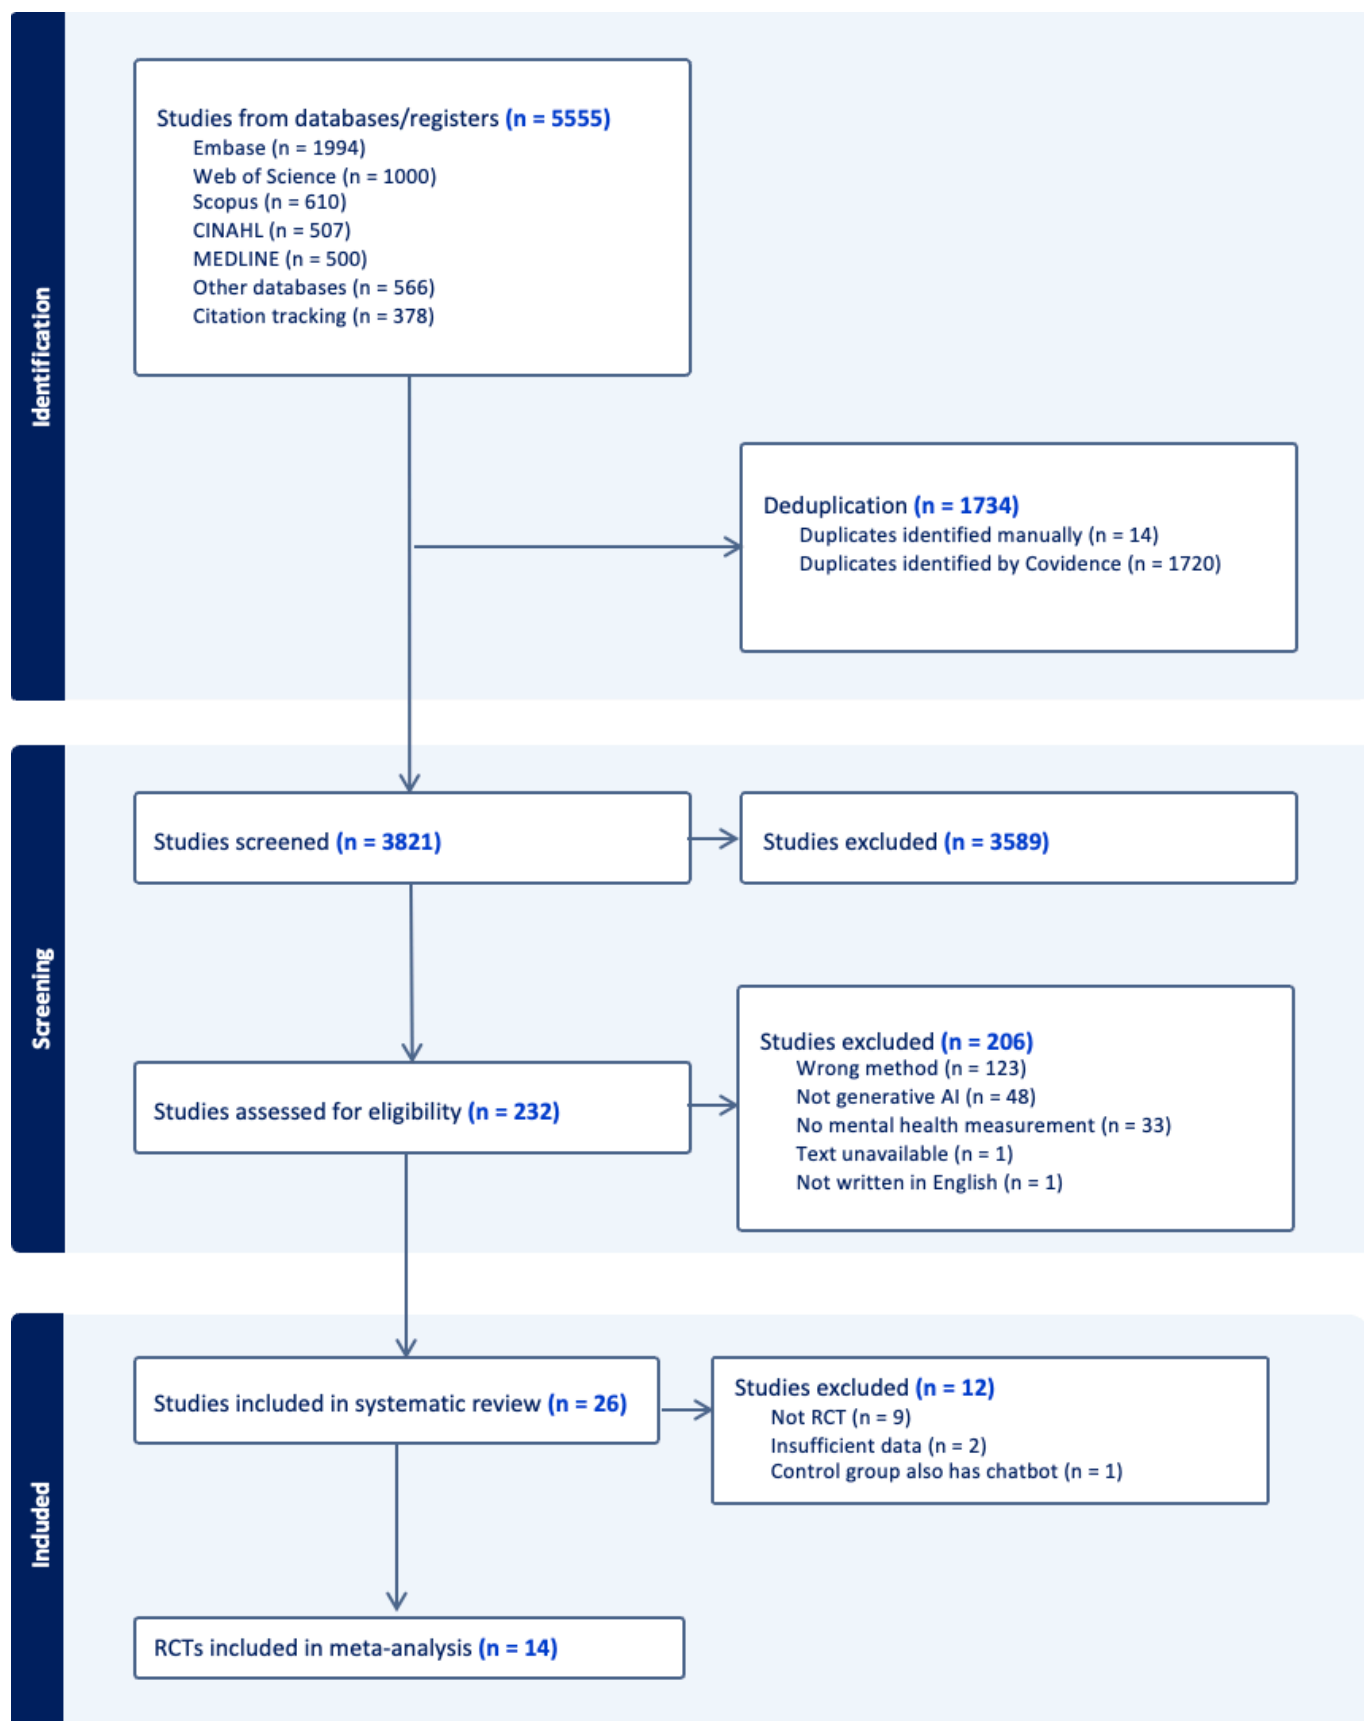 Identification
Studies from databases/registers (n = 5555)
Embase (n = 1994)
Web of Science (n = 1000)
Scopus (n = 610)
CINAHL (n = 507)
MEDLINE (n = 500)
Other databases (n = 566)
Citation tracking (n = 378)
Deduplication (n = 1734)
Duplicates identified manually (n = 14)
Duplicates identified by Covidence (n = 1720)
Screening
Studies screened (n = 3821)
Studies excluded (n = 3589)
Studies assessed for eligibility (n = 232)
Studies excluded (n = 206)
Wrong method (n = 123)
Not generative AI (n = 48)
No mental health measurement (n = 33)
Text unavailable (n = 1)
Not written in English (n = 1)
Included
Studies included in systematic review (n = 26)
Studies excluded (n = 12)
Not RCT (n = 9)
Insufficient data (n = 2)
Control group also has chatbot (n = 1)
RCTs included in meta-analysis (n = 14)